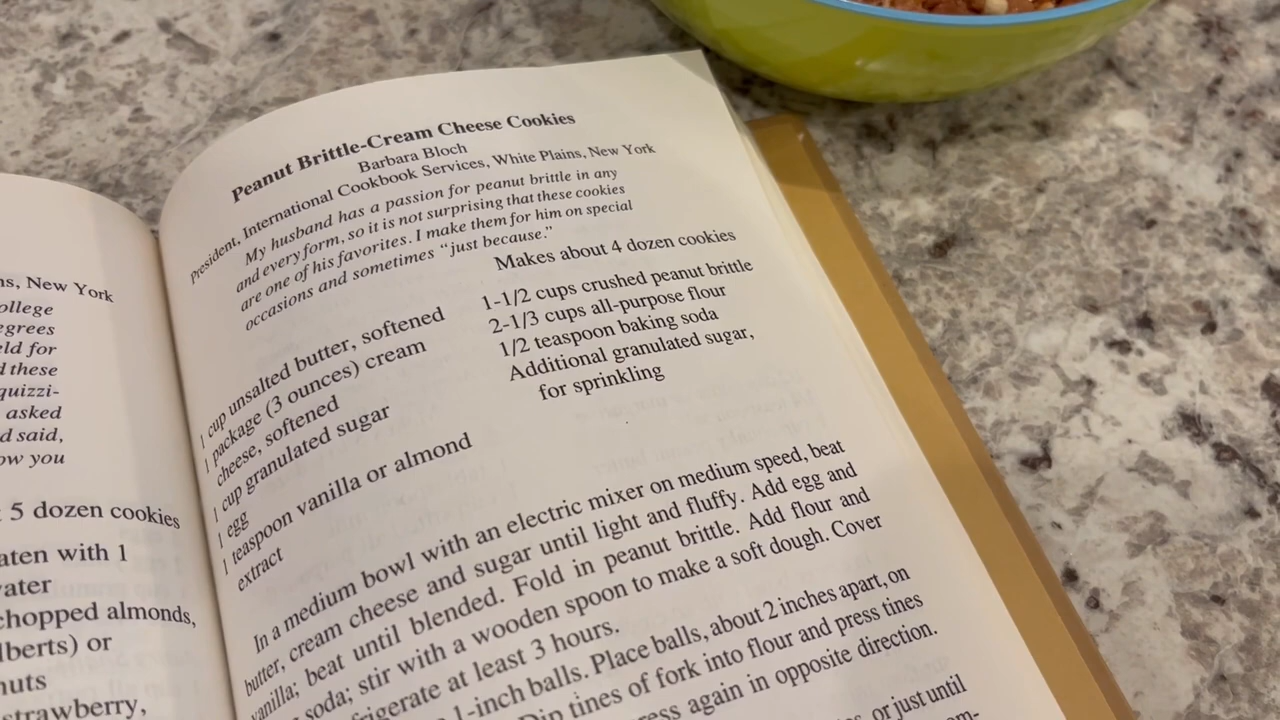 ns, New York
ollege
egrees
eld for
d these
quizzi-
asked
d said,
ow you
5 dozen cookies
eaten with 1
water
chopped almonds,
lberts) or
nuts
strawberry,
Peanut Brittle-Cream Cheese Cookies
Barbara Bloch
President, International Cookbook Services, White Plains, New York
My husband has a passion for peanut brittle in any
and every form, so it is not surprising that these cookies
are one of his favorites. I make them for him on special
occasions and sometimes “just because.”
Makes about 4 dozen cookies
1 cup unsalted butter, softened
1 package (3 ounces) cream
cheese, softened
1 cup granulated sugar
1 egg
1 teaspoon vanilla or almond
extract
1-1/2 cups crushed peanut brittle
2-1/3 cups all-purpose flour
1/2 teaspoon baking soda
Additional granulated sugar,
for sprinkling
In a medium bowl with an electric mixer on medium speed, beat
butter, cream cheese and sugar until light and fluffy. Add egg and
vanilla; beat until blended. Fold in peanut brittle. Add flour and
soda; stir with a wooden spoon to make a soft dough. Cover
frigerate at least 3 hours.
1-inch balls. Place balls, about 2 inches apart, on
Dip tines of fork into flour and press tines
ress again in opposite direction.
or just until
com-